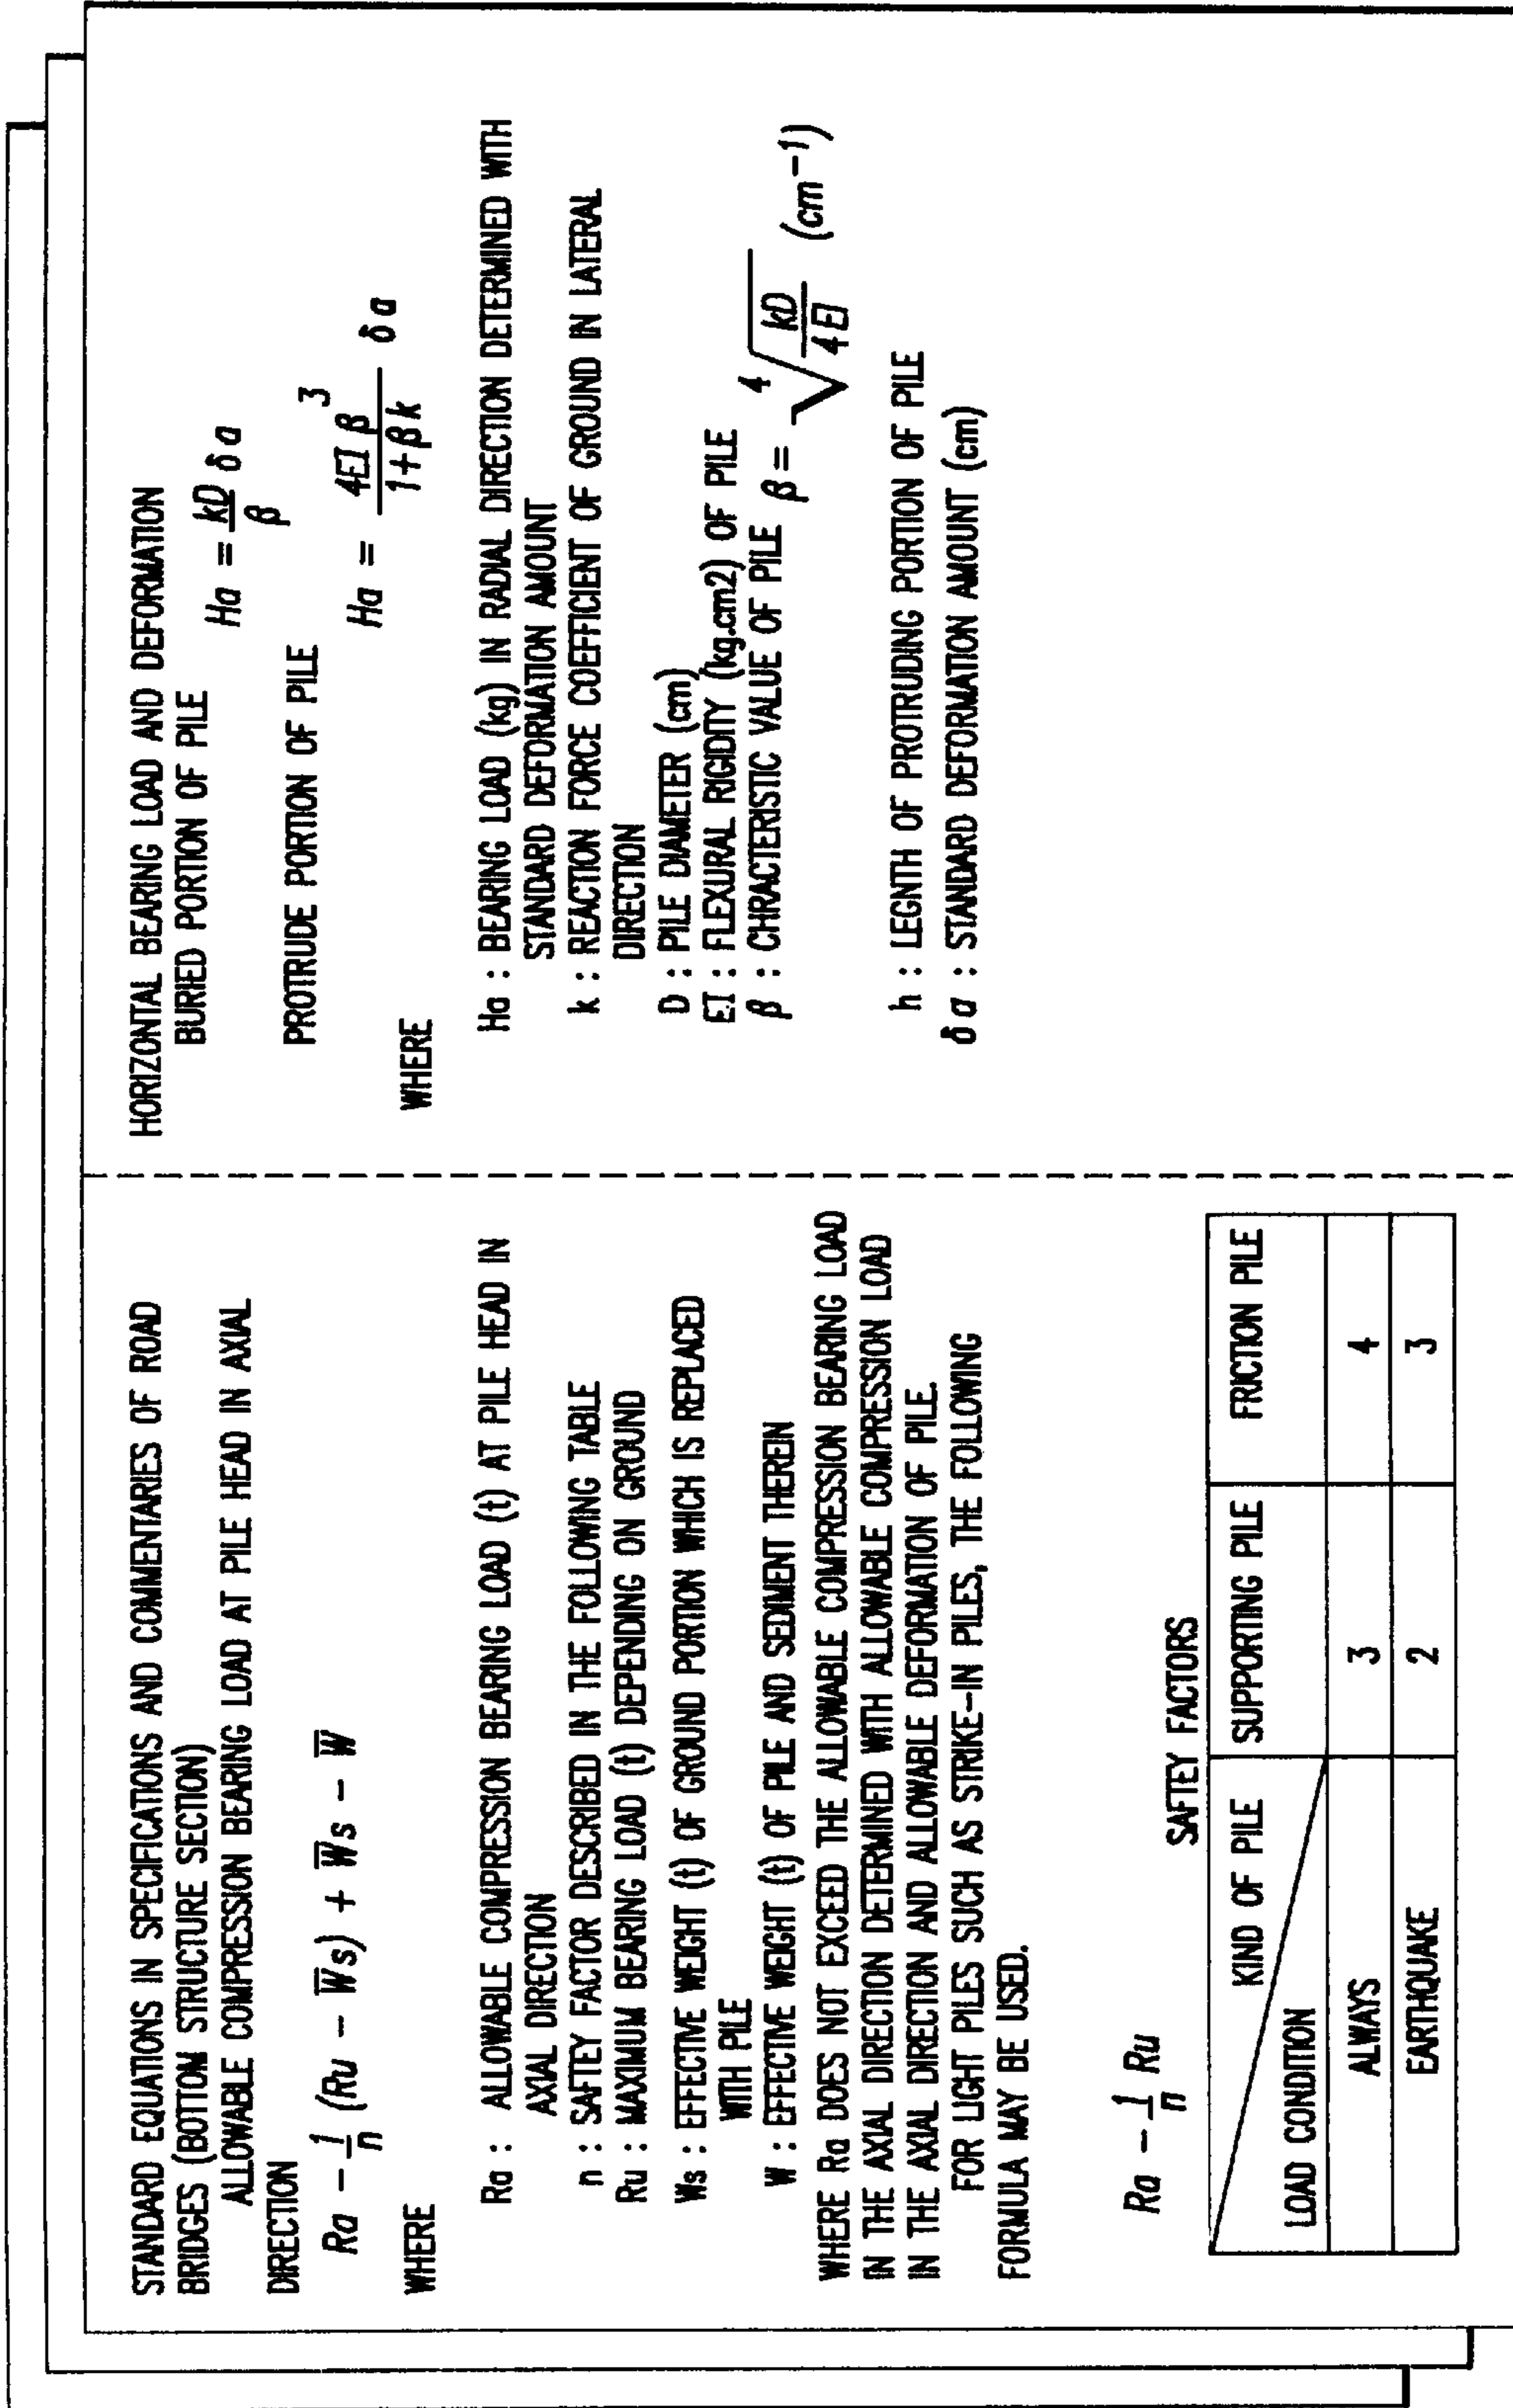 STANDARD EQUATIONS IN SPECIFICATIONS AND COMMENTARIES OF ROAD
BRIDGES (BOTTOM STRUCTURE SECTION)
ALLOWABLE COMPRESSION BEARING LOAD AT PILE HEAD IN AXIAL
DIRECTION
Ra − 1/n (Ru − W̅s) + W̅s − W̅
WHERE
Ra : ALLOWABLE COMPRESSION BEARING LOAD (t) AT PILE HEAD IN
AXIAL DIRECTION
n : SAFTEY FACTOR DESCRIBED IN THE FOLLOWING TABLE
Ru : MAXIMUM BEARING LOAD (t) DEPENDING ON GROUND
Ws : EFFECTIVE WEIGHT (t) OF GROUND PORTION WHICH IS REPLACED
WITH PILE
W : EFFECTIVE WEIGHT (t) OF PILE AND SEDIMENT THEREIN
WHERE Ra DOES NOT EXCEED THE ALLOWABLE COMPRESSION BEARING LOAD
IN THE AXIAL DIRECTION DETERMINED WITH ALLOWABLE COMPRESSION LOAD
IN THE AXIAL DIRECTION AND ALLOWABLE DEFORMATION OF PILE.
FOR LIGHT PILES SUCH AS STRIKE-IN PILES, THE FOLLOWING
FORMULA MAY BE USED.
Ra − 1/n Ru
SAFTEY FACTORS
KIND OF PILE SUPPORTING PILE FRICTION PILE
LOAD CONDITION
ALWAYS 3 4
EARTHQUAKE 2 3
HORIZONTAL BEARING LOAD AND DEFORMATION
BURIED PORTION OF PILE
Ha = kD/β δa
PROTRUDE PORTION OF PILE
Ha = 4EI β³/1+βk δa
WHERE
Ha : BEARING LOAD (kg) IN RADIAL DIRECTION DETERMINED WITH
STANDARD DEFORMATION AMOUNT
k : REACTION FORCE COEFFICIENT OF GROUND IN LATERAL
DIRECTION
D : PILE DIAMETER (cm)
EI : FLEXURAL RIGIDITY (kg.cm2) OF PILE
β : CHRACTERISTIC VALUE OF PILE β = ⁴√kD/4EI (cm⁻¹)
h : LEGNTH OF PROTRUDING PORTION OF PILE
δa : STANDARD DEFORMATION AMOUNT (cm)